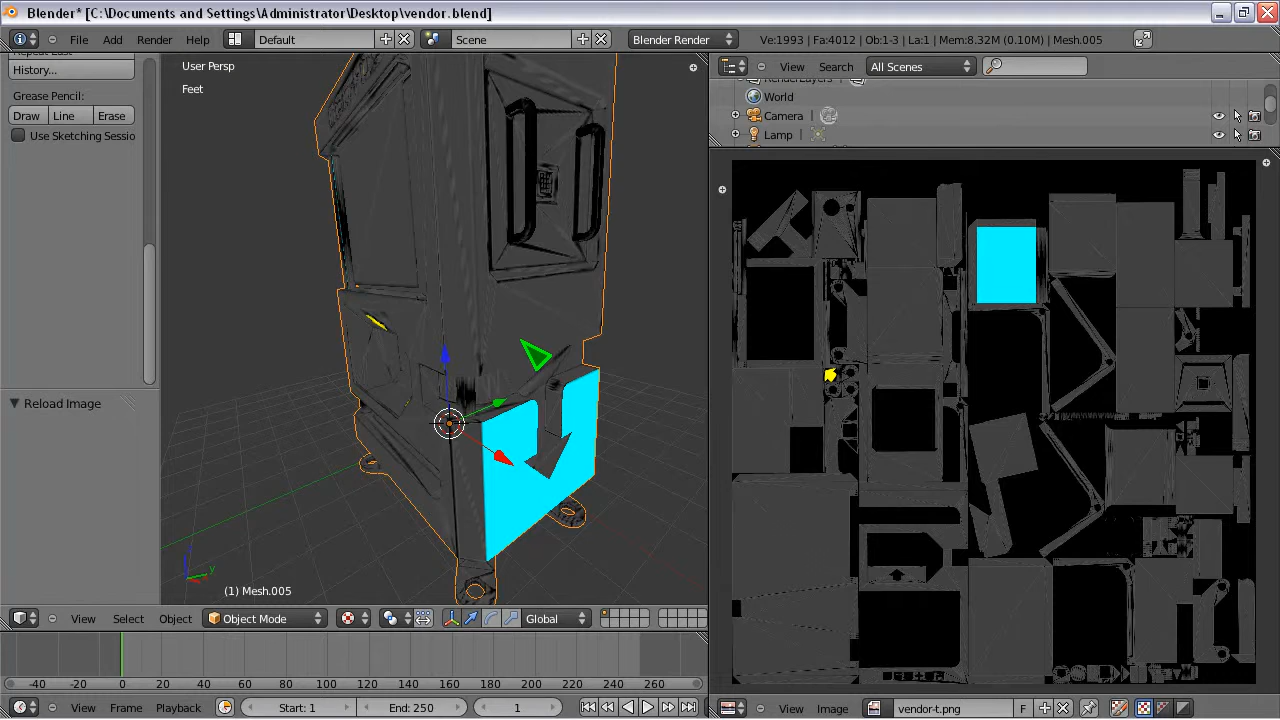 Blender* [C:\Documents and Settings\Administrator\Desktop\vendor.blend]
File Add Render Help Default Scene Blender Render Ve:1993 | Fa:4012 | Ob:1-3 | La:1 | Mem:8.32M (0.10M) | Mesh.005
History...
Grease Pencil:
Draw Line Erase
Use Sketching Sessio
Reload Image
User Persp
Feet
y
(1) Mesh.005
View Select Object Object Mode Global
-40 -20 0 20 40 60 80 100 120 140 160 180 200 220 240 260
View Frame Playback Start: 1 End: 250 1
View Search All Scenes
RenderLayers
World
Camera
Lamp
View Image vendor-t.png F